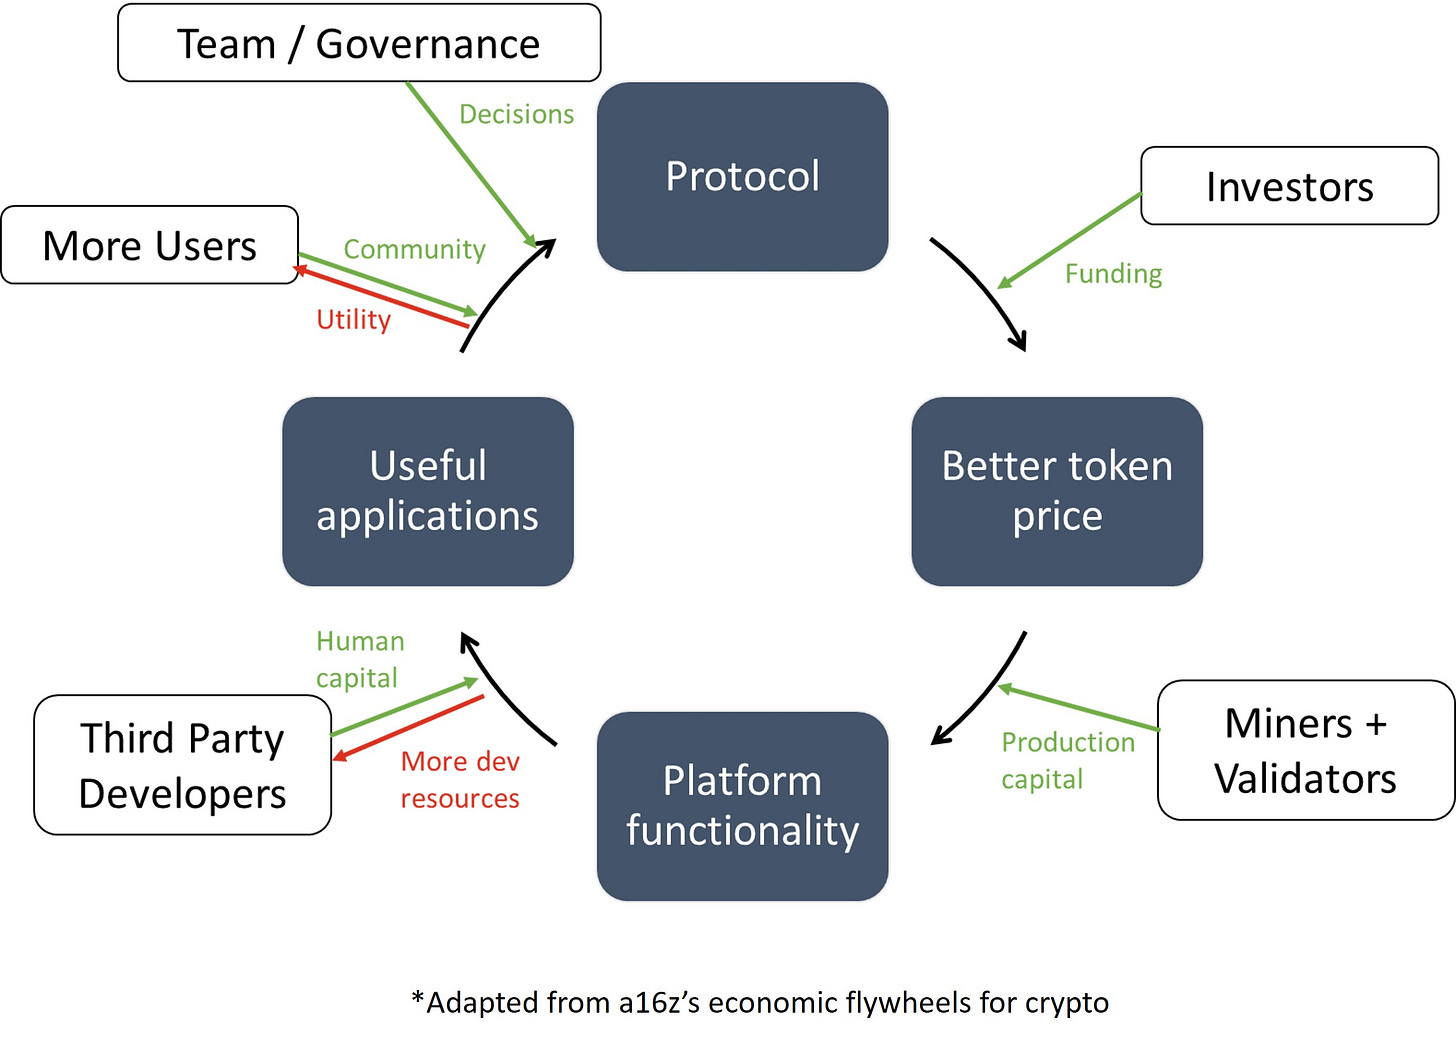 Team / Governance
Decisions
Protocol
Investors
Funding
More Users
Community
Utility
Useful
applications
Better token
price
Human
capital
Third Party
Developers
More dev
resources
Platform
functionality
Production
capital
Miners +
Validators
*Adapted from a16z’s economic flywheels for crypto